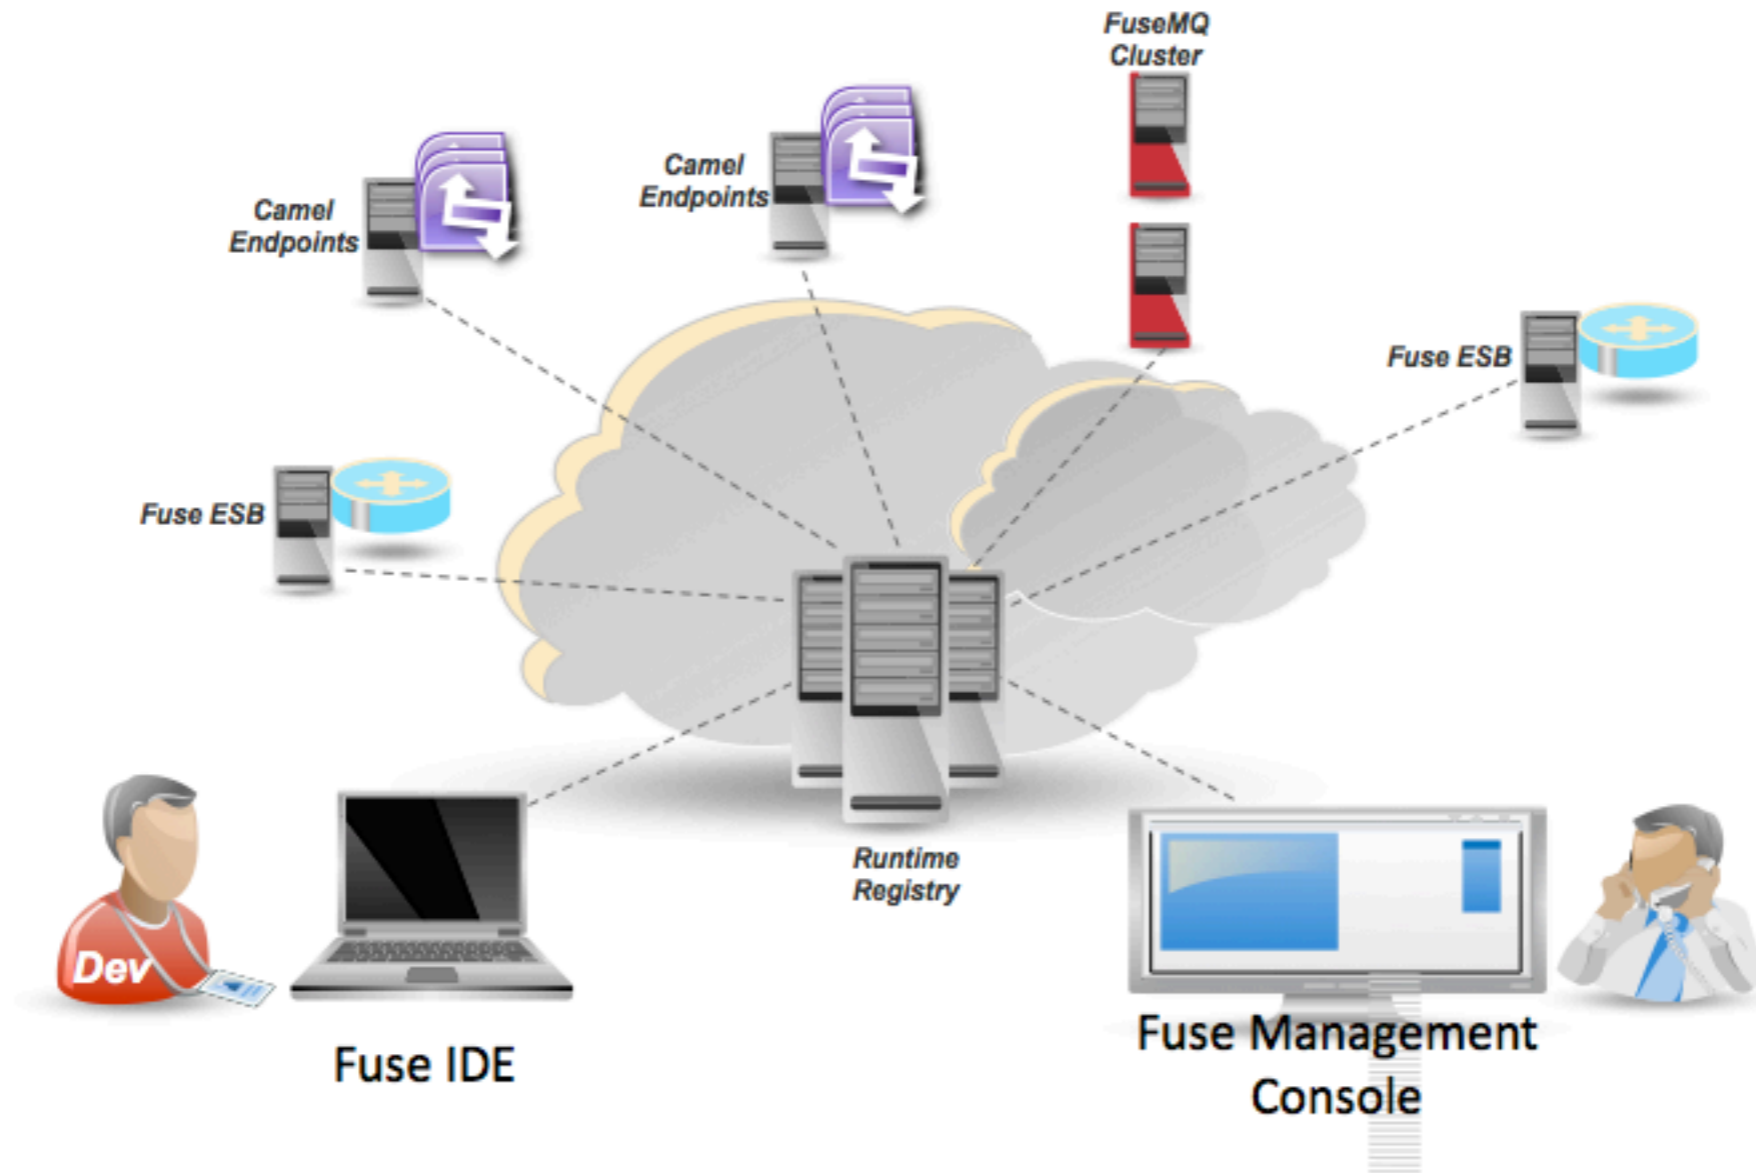 FuseMQ
Cluster
Camel
Endpoints
Camel
Endpoints
Fuse ESB
Fuse ESB
Runtime
Registry
Dev
Fuse IDE
Fuse Management
Console